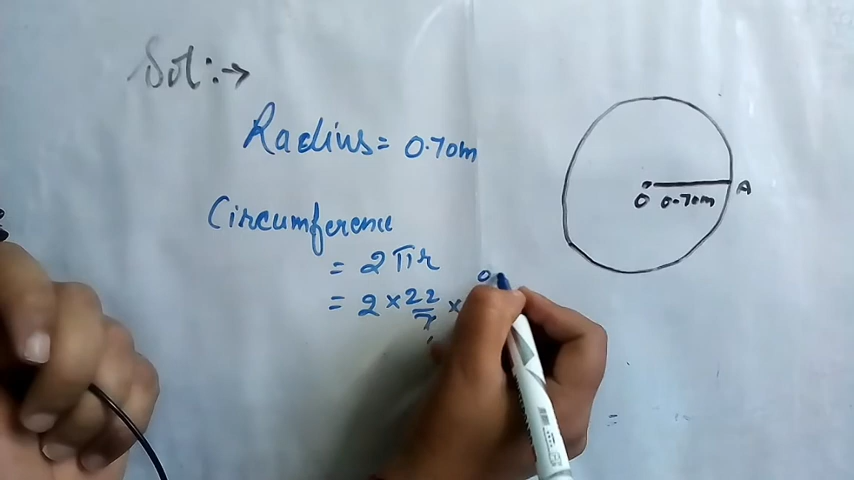 Sol:→
Radius = 0.70m
Circumference
= 2πr
= 2 × 22/7 ×
O 0.70m A